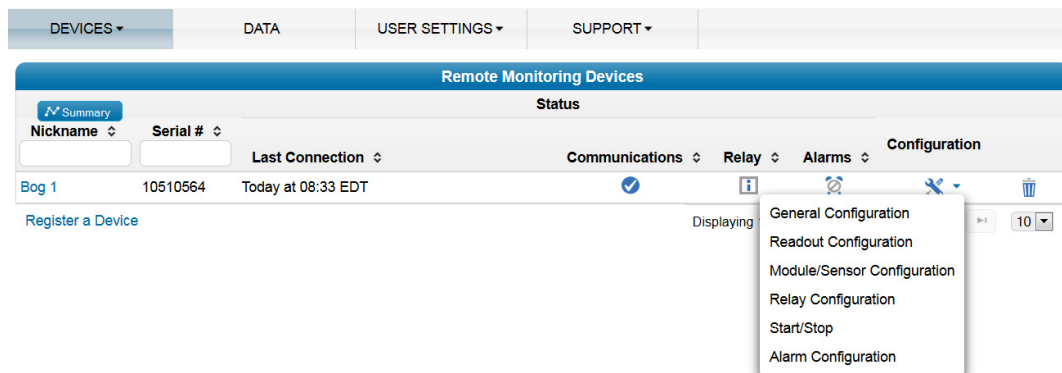 DEVICES DATA USER SETTINGS SUPPORT
Remote Monitoring Devices
Summary Status
Nickname Serial # Configuration
Last Connection Communications Relay Alarms
Bog 1 10510564 Today at 08:33 EDT
Register a Device Displaying 10
General Configuration
Readout Configuration
Module/Sensor Configuration
Relay Configuration
Start/Stop
Alarm Configuration